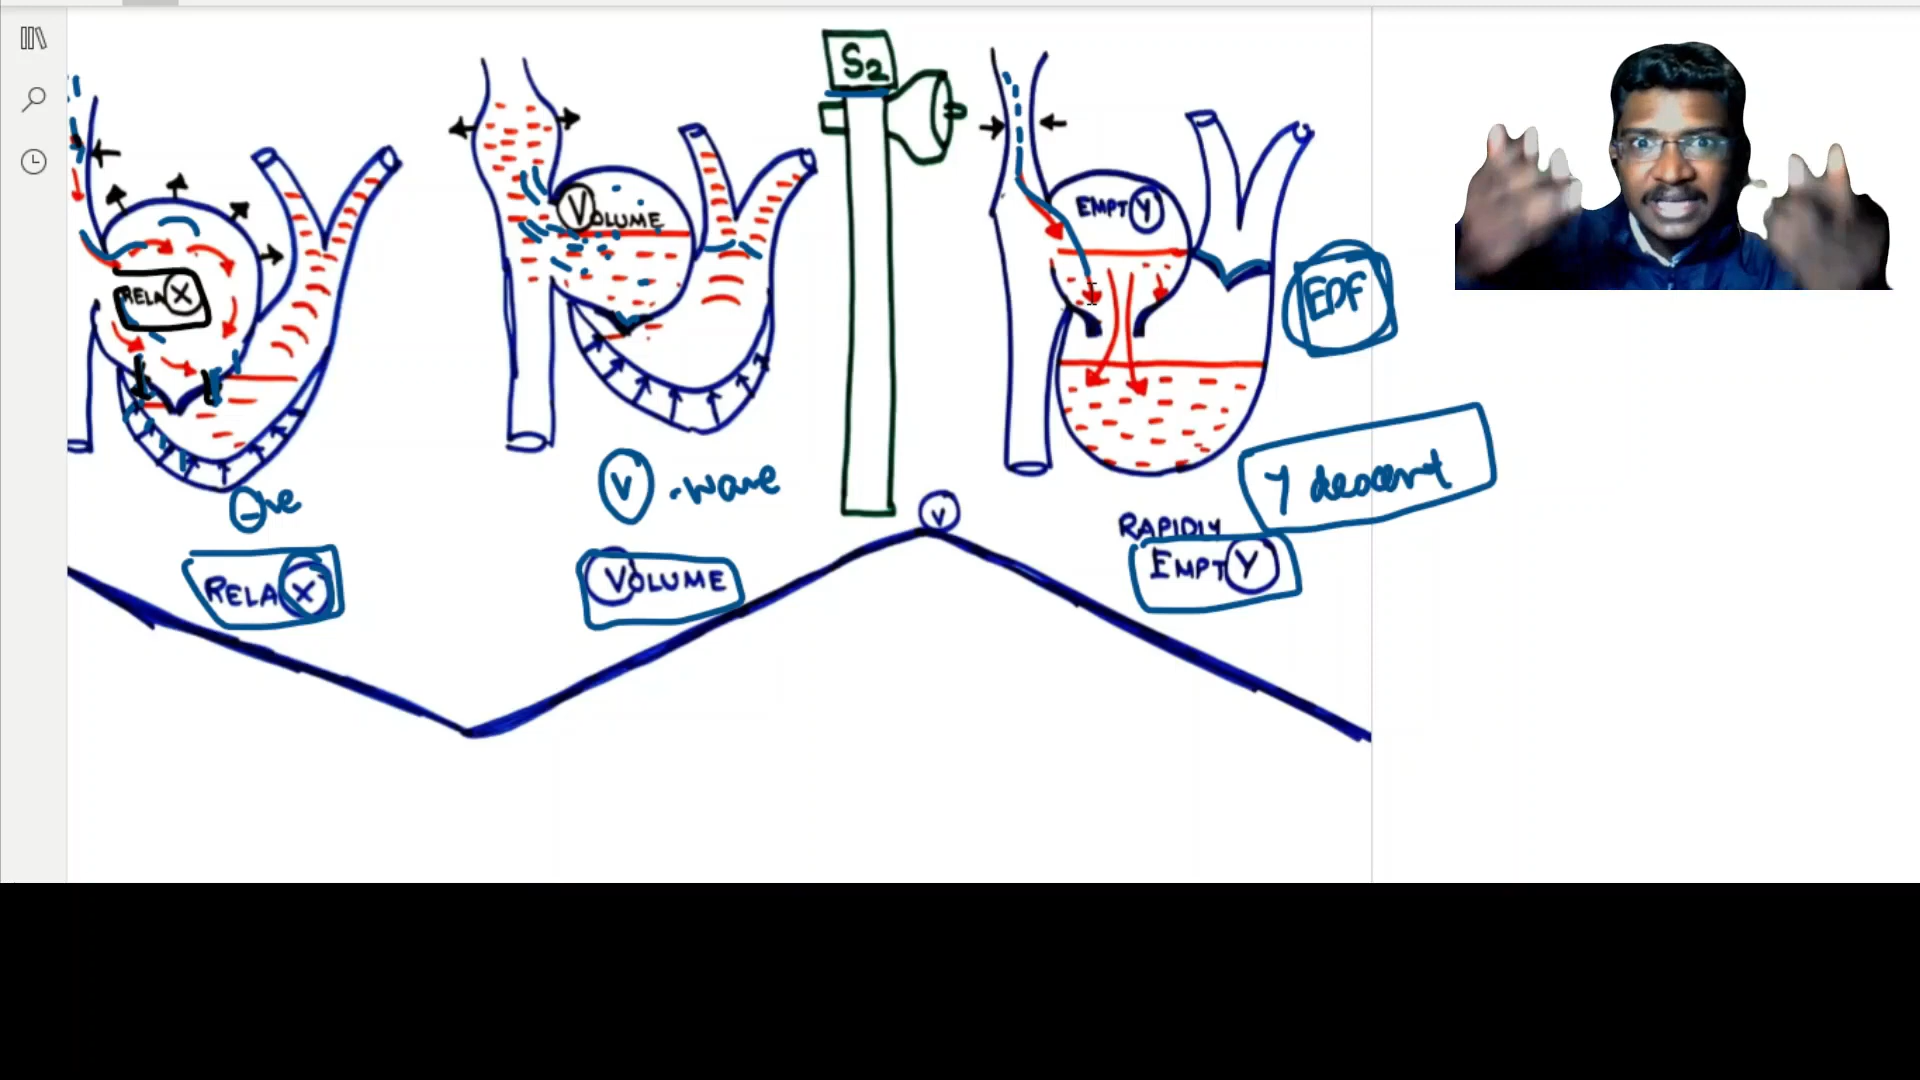 S2
VOLUME
EMPTY
RELAX
EDF
Y descent
V - wave
-ve
V
RAPIDLY
EMPTY
RELAX
VOLUME